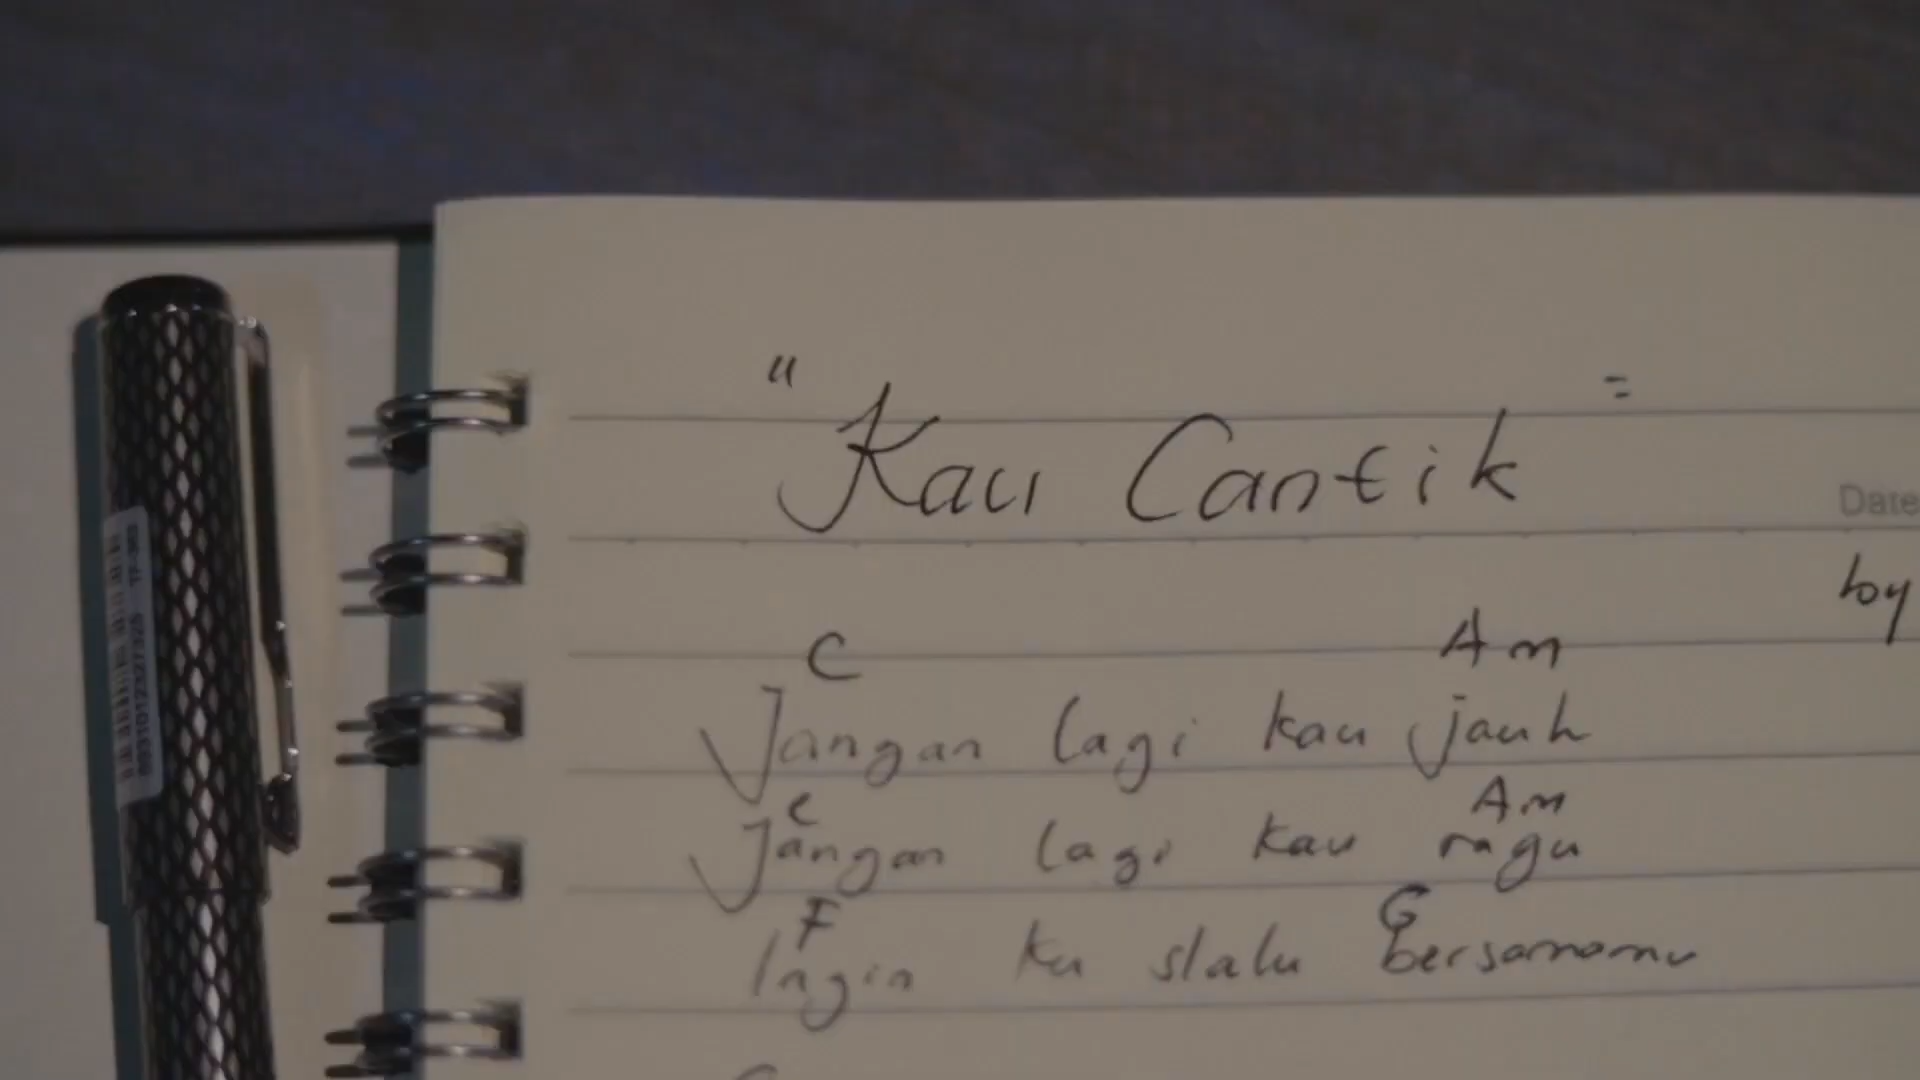 "Kau Cantik"
Date
by
C Am
Jangan lagi kau jauh
C Am
Jangan lagi kau ragu
F G
Ingin ku slalu bersamamu